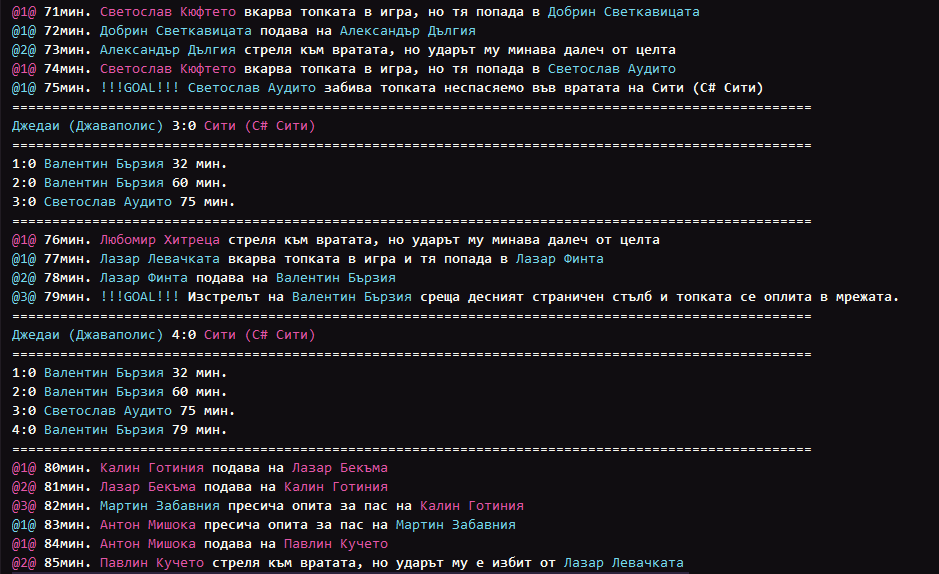 @1@ 71мин. Светослав Кюфтето вкарва топката в игра, но тя попада в Добрин Светкавицата
@1@ 72мин. Добрин Светкавицата подава на Александър Дългия
@2@ 73мин. Александър Дългия стреля към вратата, но ударът му минава далеч от целта
@1@ 74мин. Светослав Кюфтето вкарва топката в игра, но тя попада в Светослав Аудито
@1@ 75мин. !!!GOAL!!! Светослав Аудито забива топката неспасяемо във вратата на Сити (C# Сити)
====================================================================================================
Джедаи (Джаваполис) 3:0 Сити (C# Сити)
====================================================================================================
1:0 Валентин Бързия 32 мин.
2:0 Валентин Бързия 60 мин.
3:0 Светослав Аудито 75 мин.
====================================================================================================
@1@ 76мин. Любомир Хитреца стреля към вратата, но ударът му минава далеч от целта
@1@ 77мин. Лазар Левачката вкарва топката в игра и тя попада в Лазар Финта
@2@ 78мин. Лазар Финта подава на Валентин Бързия
@3@ 79мин. !!!GOAL!!! Изстрелът на Валентин Бързия среща десният страничен стълб и топката се оплита в мрежата.
====================================================================================================
Джедаи (Джаваполис) 4:0 Сити (C# Сити)
====================================================================================================
1:0 Валентин Бързия 32 мин.
2:0 Валентин Бързия 60 мин.
3:0 Светослав Аудито 75 мин.
4:0 Валентин Бързия 79 мин.
====================================================================================================
@1@ 80мин. Калин Готиния подава на Лазар Бекъма
@2@ 81мин. Лазар Бекъма подава на Калин Готиния
@3@ 82мин. Мартин Забавния пресича опита за пас на Калин Готиния
@1@ 83мин. Антон Мишока пресича опита за пас на Мартин Забавния
@1@ 84мин. Антон Мишока подава на Павлин Кучето
@2@ 85мин. Павлин Кучето стреля към вратата, но ударът му е избит от Лазар Левачката